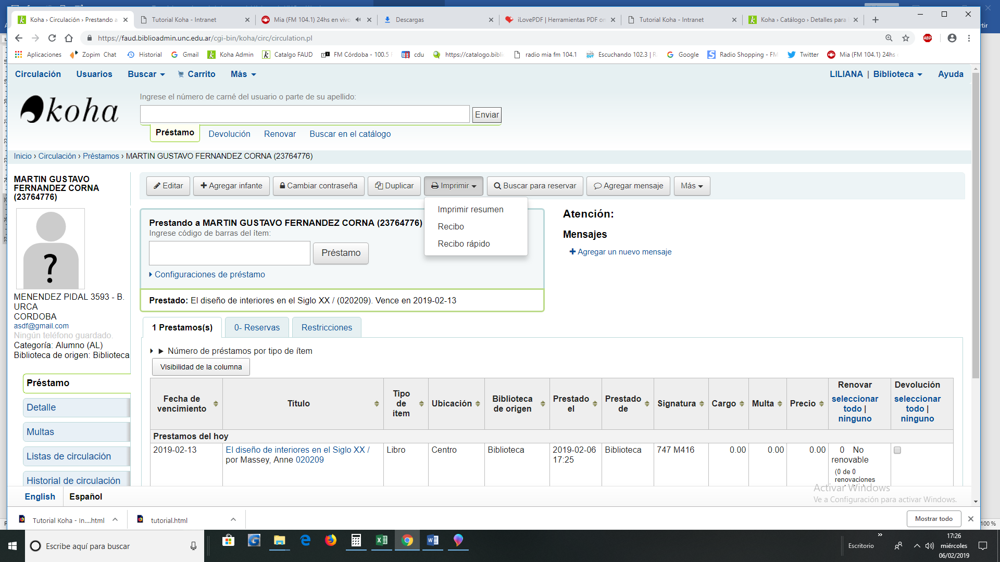 Koha › Circulación › Prestando a
Tutorial Koha - Intranet
Mia (FM 104.1) 24hs en vivo
Descargas
iLovePDF | Herramientas PDF on
Tutorial Koha - Intranet
Koha › Catálogo › Detalles para
https://faud.biblioadmin.unc.edu.ar/cgi-bin/koha/circ/circulation.pl
ABP
Aplicaciones
Zopim Chat
Historial
Gmail
Koha Admin
Catalgo FAUD
FM Córdoba - 100.5
cdu
https://catalogo.bibli
radio mia fm 104.1
Escuchando 102.3 | R
Google
Radio Shopping - FM
Twitter
Mia (FM 104.1) 24hs
Circulación
Usuarios
Buscar
Carrito
Más
LILIANA | Biblioteca
Ayuda
koha
Ingrese el número de carné del usuario o parte de su apellido:
Enviar
Préstamo
Devolución
Renovar
Buscar en el catálogo
Inicio › Circulación › Préstamos › MARTIN GUSTAVO FERNANDEZ CORNA (23764776)
MARTIN GUSTAVO
FERNANDEZ CORNA
(23764776)
?
MENENDEZ PIDAL 3593 - B.
URCA
CORDOBA
asdf@gmail.com
Ningún teléfono guardado.
Categoría: Alumno (AL)
Biblioteca de origen: Biblioteca
Préstamo
Detalle
Multas
Listas de circulación
Historial de circulación
Editar
Agregar infante
Cambiar contraseña
Duplicar
Imprimir
Buscar para reservar
Agregar mensaje
Más
Imprimir resumen
Recibo
Recibo rápido
Prestando a MARTIN GUSTAVO FERNANDEZ CORNA (23764776)
Ingrese código de barras del ítem:
Préstamo
Configuraciones de préstamo
Prestado: El diseño de interiores en el Siglo XX / (020209). Vence en 2019-02-13
Atención:
Mensajes
Agregar un nuevo mensaje
1 Prestamos(s)
0- Reservas
Restricciones
Número de préstamos por tipo de ítem
Visibilidad de la columna
Fecha de
vencimiento
Título
Tipo
de
ítem
Ubicación
Biblioteca
de origen
Prestado
el
Prestado
de
Signatura
Cargo
Multa
Precio
Renovar
seleccionar
todo |
ninguno
Devolución
seleccionar
todo |
ninguno
Prestamos del hoy
2019-02-13
El diseño de interiores en el Siglo XX /
por Massey, Anne 020209
Libro
Centro
Biblioteca
2019-02-06
17:25
Biblioteca
747 M416
0.00
0.00
0.00
0 No
renovable
(0 de 0
renovaciones
Activar Windows
Ve a Configuración para activar Windows.
English
Español
Tutorial Koha - In....html
tutorial.html
Mostrar todo
100 %
Escribe aquí para buscar
Escritorio
17:26
miércoles
06/02/2019